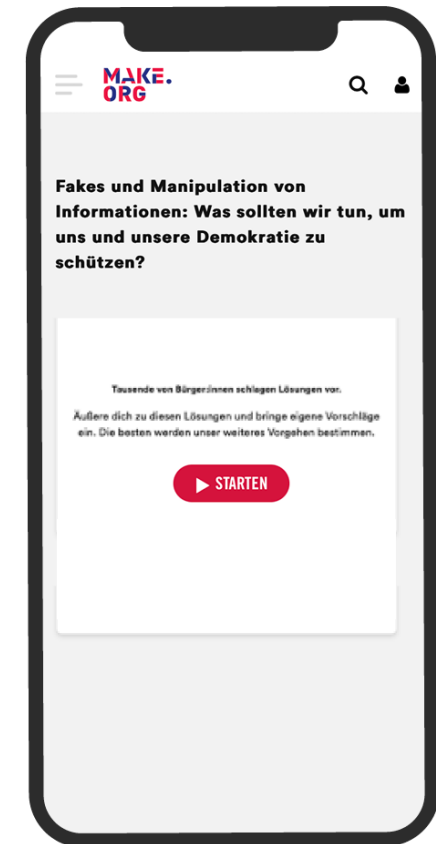 MAKE.
ORG
Fakes und Manipulation von
Informationen: Was sollten wir tun, um
uns und unsere Demokratie zu
schützen?
Tausende von Bürger:innen schlagen Lösungen vor.
Äußere dich zu diesen Lösungen und bringe eigene Vorschläge
ein. Die besten werden unser weiteres Vorgehen bestimmen.
STARTEN